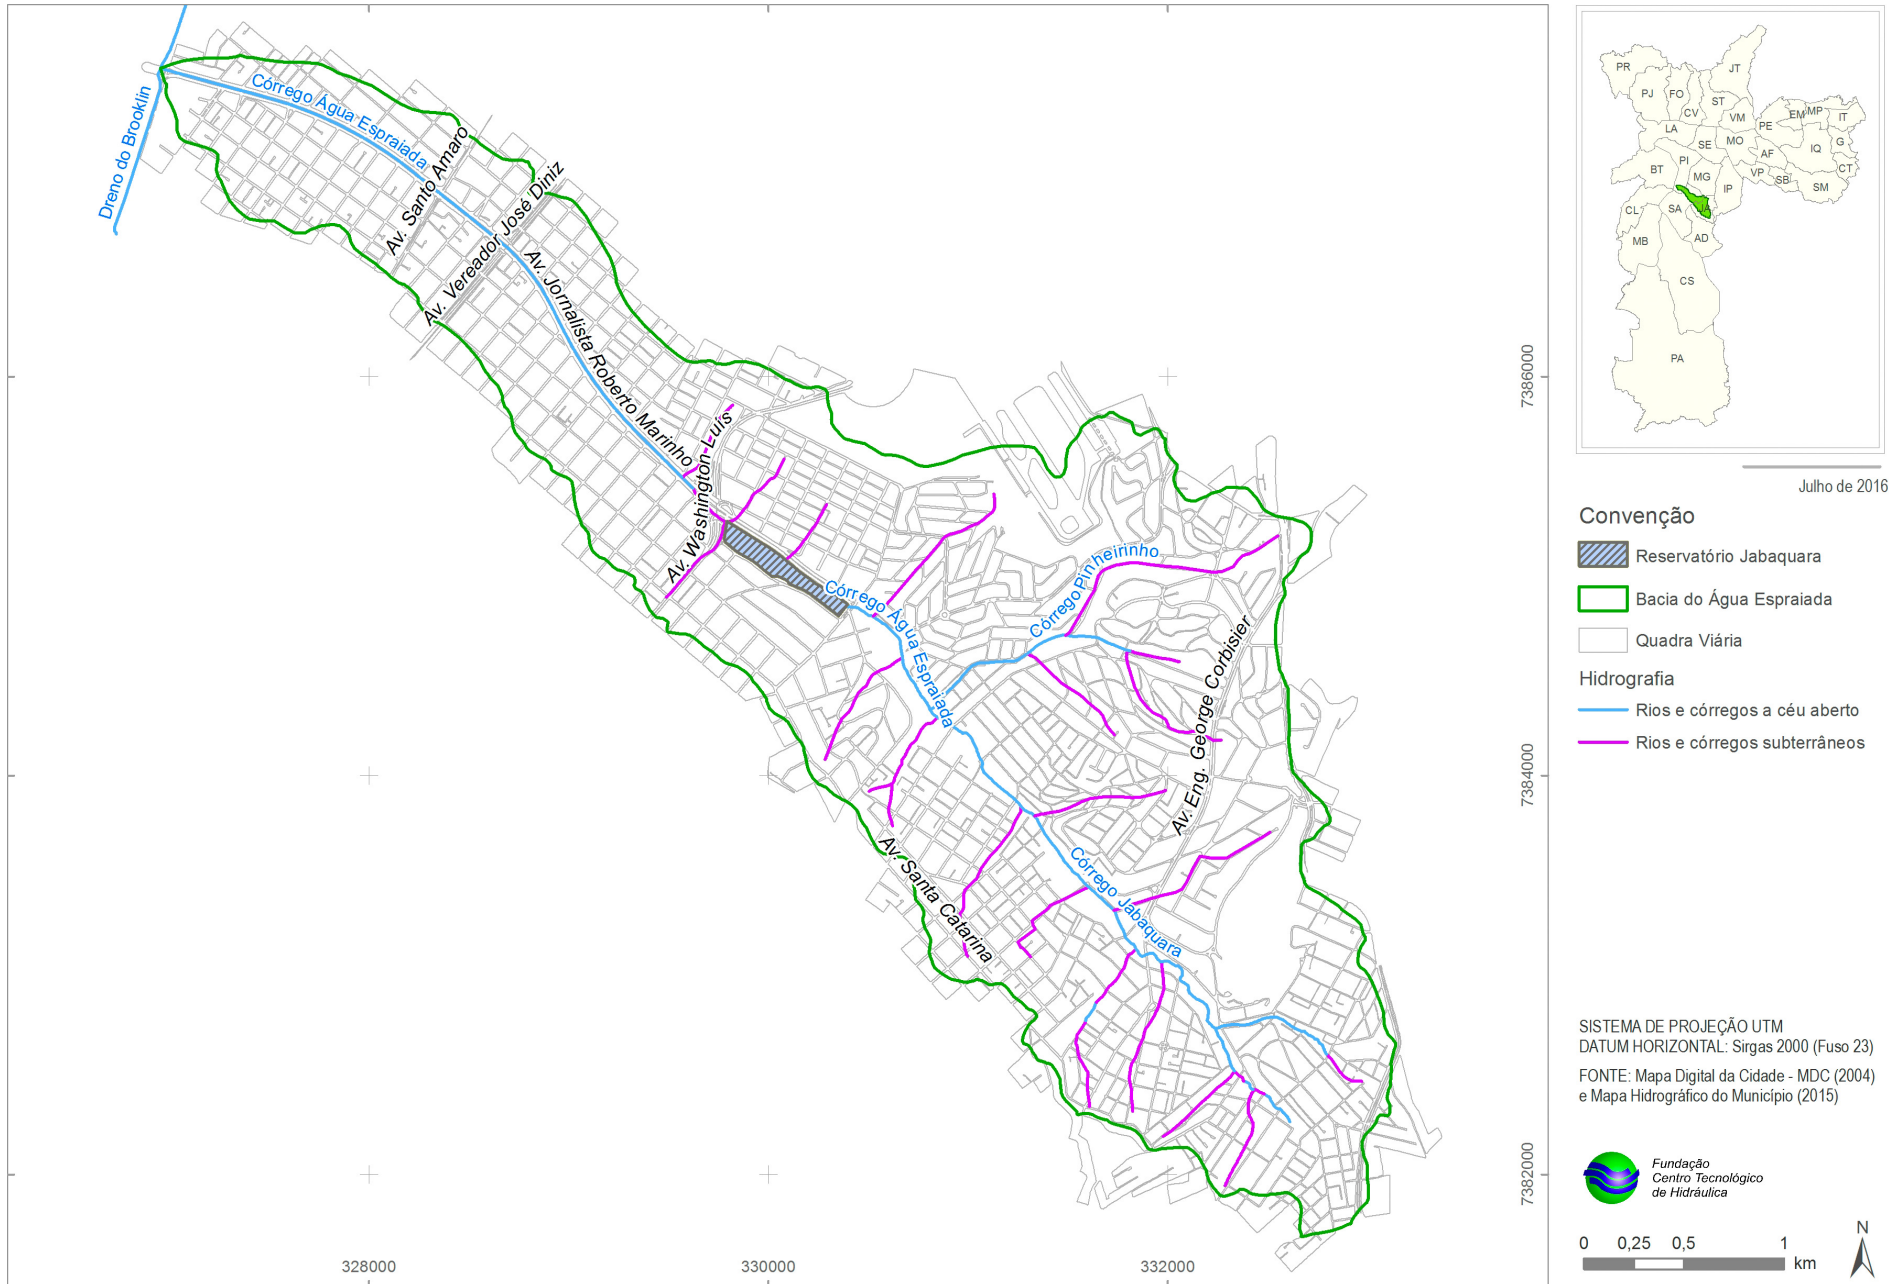 Dreno do Brooklin
Córrego Água Espraiada
Av. Santo Amaro
Av. Vereador José Diniz
Av. Jornalista Roberto Marinho
Av. Washington Luís
Córrego Água Espraiada
Córrego Pinheirinho
Av. Eng. George Corbisier
Av. Santa Catarina
Córrego Jabaquara
7386000
7384000
7382000
328000
330000
332000
PR
JT
PJ
FO
CV
ST
VM
PE
EM
MP
IT
LA
SE
MO
AF
IQ
G
CT
PI
BT
MG
IP
VP
SB
SM
CL
SA
JA
MB
AD
CS
PA
Julho de 2016
Convenção
Reservatório Jabaquara
Bacia do Água Espraiada
Quadra Viária
Hidrografia
Rios e córregos a céu aberto
Rios e córregos subterrâneos
SISTEMA DE PROJEÇÃO UTM
DATUM HORIZONTAL: Sirgas 2000 (Fuso 23)
FONTE: Mapa Digital da Cidade - MDC (2004)
e Mapa Hidrográfico do Município (2015)
Fundação
Centro Tecnológico
de Hidráulica
0 0,25 0,5 1
km
N